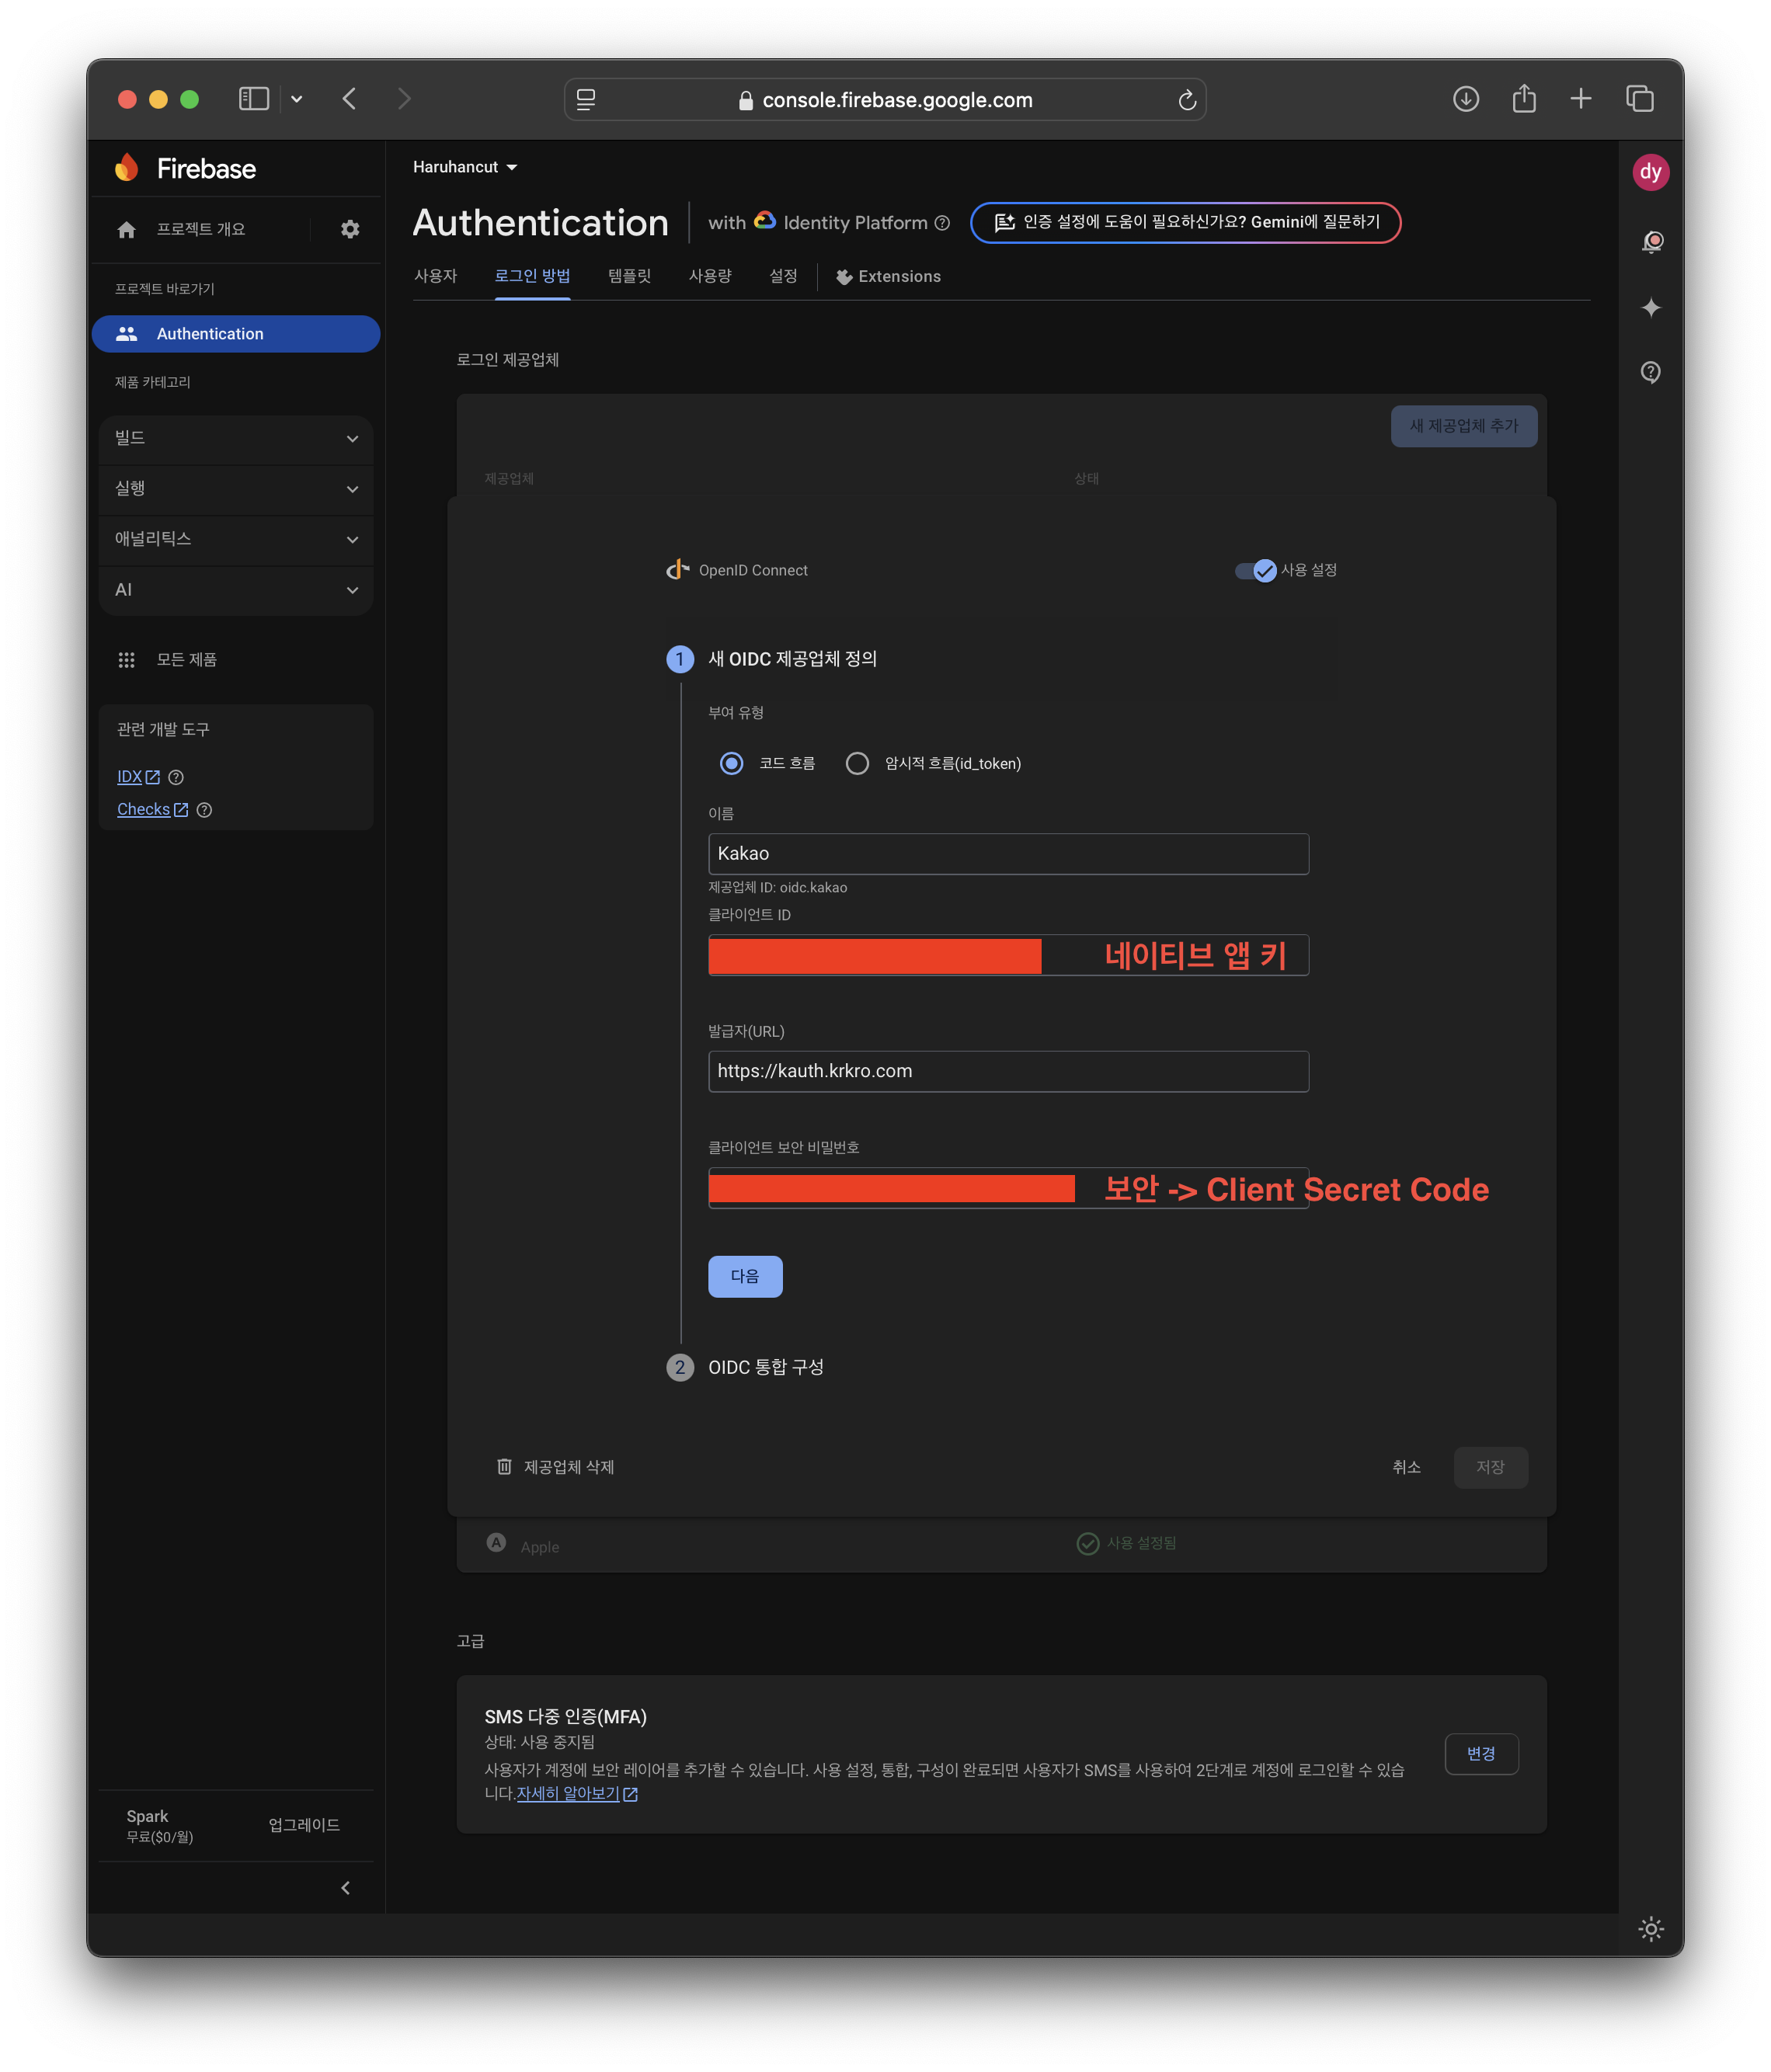 console.firebase.google.com
Firebase
프로젝트 개요
프로젝트 바로가기
Authentication
제품 카테고리
빌드
실행
애널리틱스
AI
모든 제품
관련 개발 도구
IDX
Checks
Spark
무료($0/월)
업그레이드
Haruhancut
dy
Authentication
with Identity Platform
인증 설정에 도움이 필요하신가요? Gemini에 질문하기
사용자
로그인 방법
템플릿
사용량
설정
Extensions
로그인 제공업체
새 제공업체 추가
제공업체
상태
OpenID Connect
사용 설정
1
새 OIDC 제공업체 정의
부여 유형
코드 흐름
암시적 흐름(id_token)
이름
Kakao
제공업체 ID: oidc.kakao
클라이언트 ID
네이티브 앱 키
발급자(URL)
https://kauth.krkro.com
클라이언트 보안 비밀번호
보안 -> Client Secret Code
다음
2
OIDC 통합 구성
제공업체 삭제
취소
저장
Apple
사용 설정됨
고급
SMS 다중 인증(MFA)
상태: 사용 중지됨
사용자가 계정에 보안 레이어를 추가할 수 있습니다. 사용 설정, 통합, 구성이 완료되면 사용자가 SMS를 사용하여 2단계로 계정에 로그인할 수 있습
니다.자세히 알아보기
변경